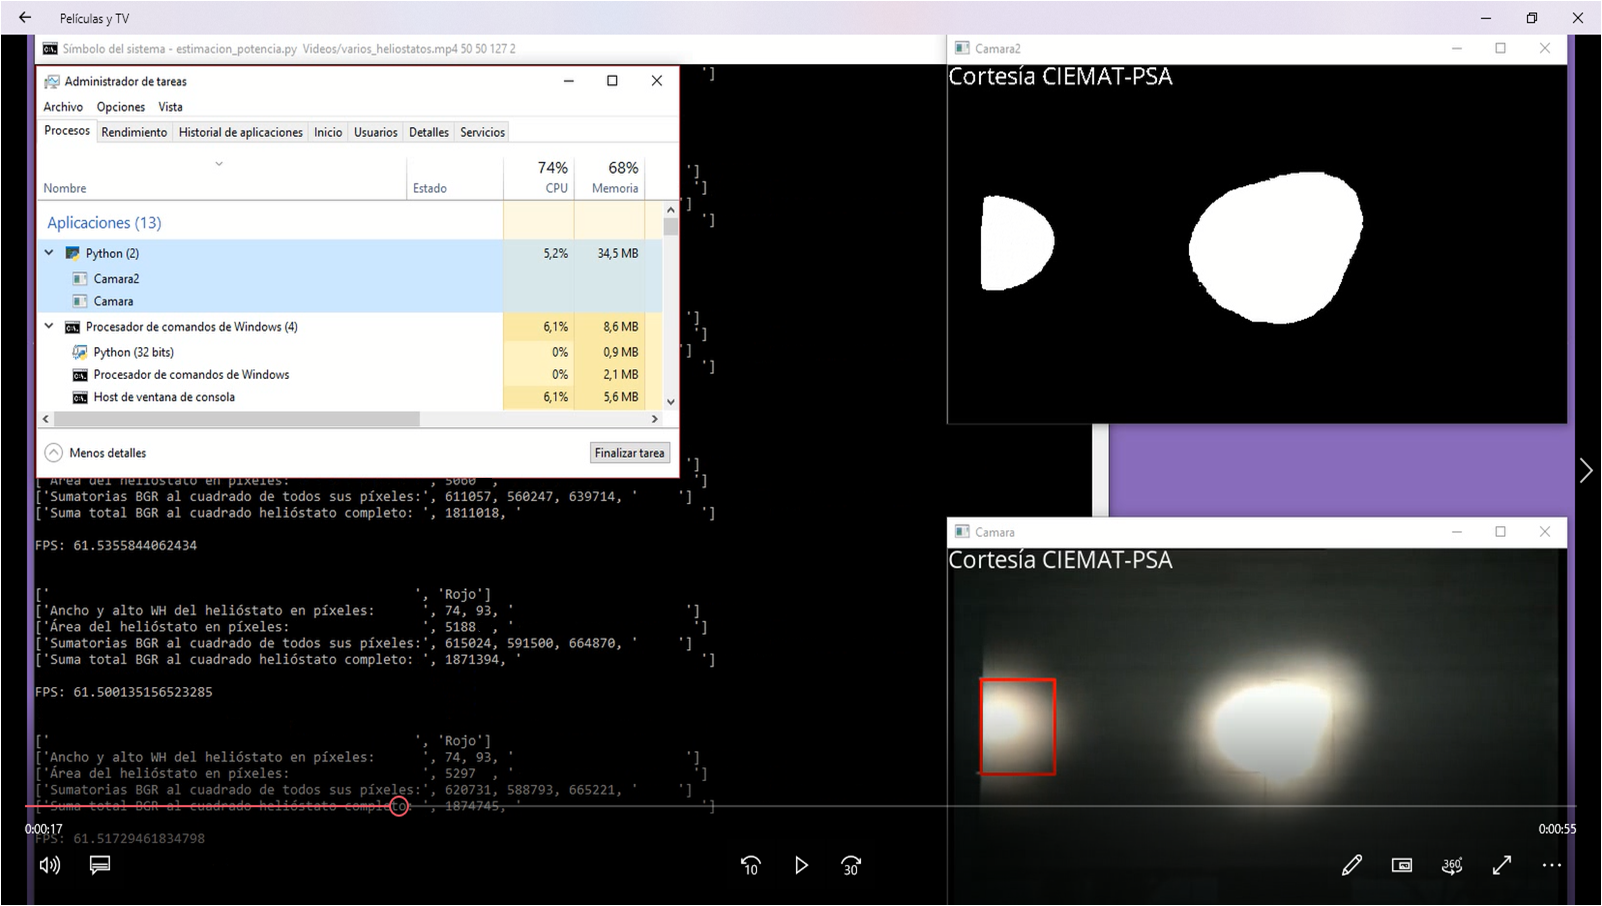 Películas y TV
Símbolo del sistema - estimacion_potencia.py Videos/varios_heliostatos.mp4 50 50 127 2
Administrador de tareas
Archivo Opciones Vista
Procesos Rendimiento Historial de aplicaciones Inicio Usuarios Detalles Servicios
74% 68%
Nombre Estado CPU Memoria
Aplicaciones (13)
Python (2) 5,2% 34,5 MB
Camara2
Camara
Procesador de comandos de Windows (4) 6,1% 8,6 MB
Python (32 bits) 0% 0,9 MB
Procesador de comandos de Windows 0% 2,1 MB
Host de ventana de consola 6,1% 5,6 MB
Menos detalles Finalizar tarea
['Área del helióstato en píxeles: ', 5060 , ' ']
['Sumatorias BGR al cuadrado de todos sus píxeles:', 611057, 560247, 639714, ' ']
['Suma total BGR al cuadrado helióstato completo: ', 1811018, ' ']
FPS: 61.5355844062434
[' ', 'Rojo']
['Ancho y alto WH del helióstato en píxeles: ', 74, 93, ' ']
['Área del helióstato en píxeles: ', 5188 , ' ']
['Sumatorias BGR al cuadrado de todos sus píxeles:', 615024, 591500, 664870, ' ']
['Suma total BGR al cuadrado helióstato completo: ', 1871394, ' ']
FPS: 61.500135156523285
[' ', 'Rojo']
['Ancho y alto WH del helióstato en píxeles: ', 74, 93, ' ']
['Área del helióstato en píxeles: ', 5297 , ' ']
['Sumatorias BGR al cuadrado de todos sus píxeles:', 620731, 588793, 665221, ' ']
['Suma total BGR al cuadrado helióstato completo: ', 1874745, ' ']
FPS: 61.51729461834798
Camara2
Cortesía CIEMAT-PSA
Camara
Cortesía CIEMAT-PSA
0:00:17 0:00:55
10 30 360°